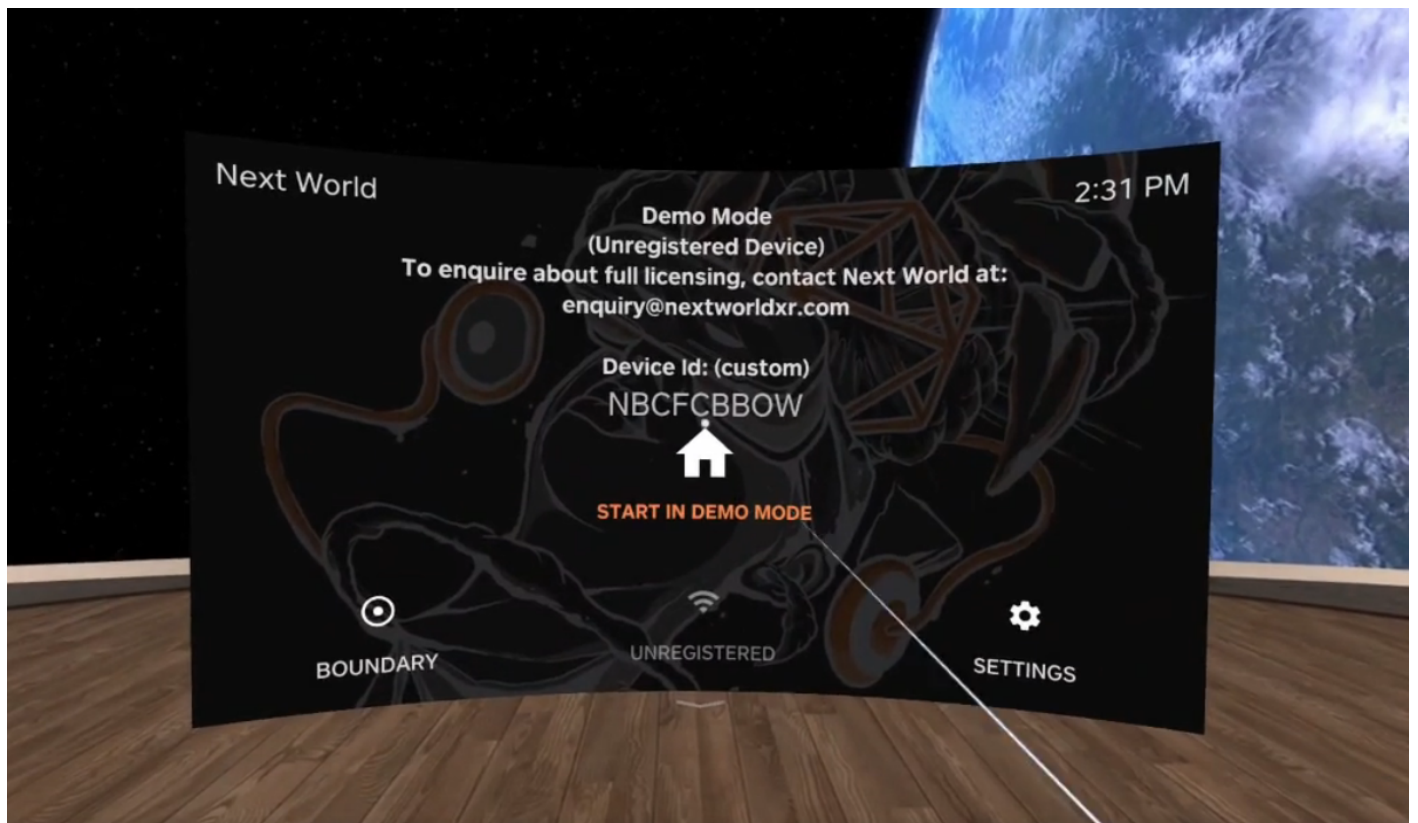 Next World
2:31 PM
Demo Mode
(Unregistered Device)
To enquire about full licensing, contact Next World at:
enquiry@nextworldxr.com
Device Id: (custom)
NBCFCBBOW
START IN DEMO MODE
BOUNDARY
UNREGISTERED
SETTINGS